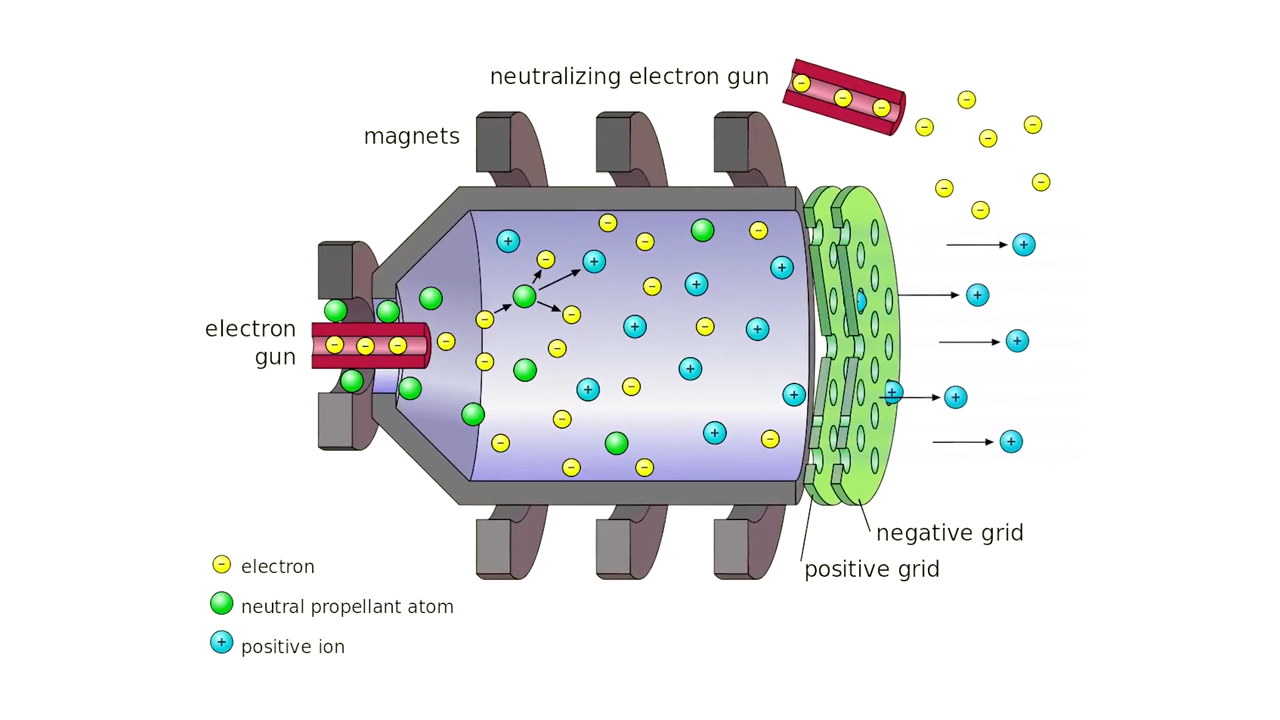 neutralizing electron gun
magnets
electron
gun
negative grid
positive grid
electron
neutral propellant atom
positive ion